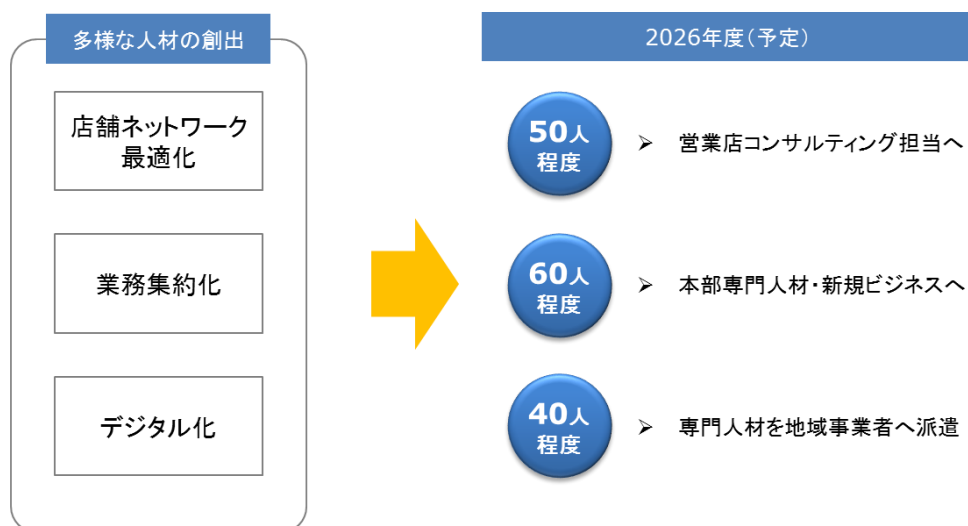 多様な人材の創出
店舗ネットワーク
最適化
業務集約化
デジタル化
2026年度(予定)
50人
程度
➢ 営業店コンサルティング担当へ
60人
程度
➢ 本部専門人材・新規ビジネスへ
40人
程度
➢ 専門人材を地域事業者へ派遣